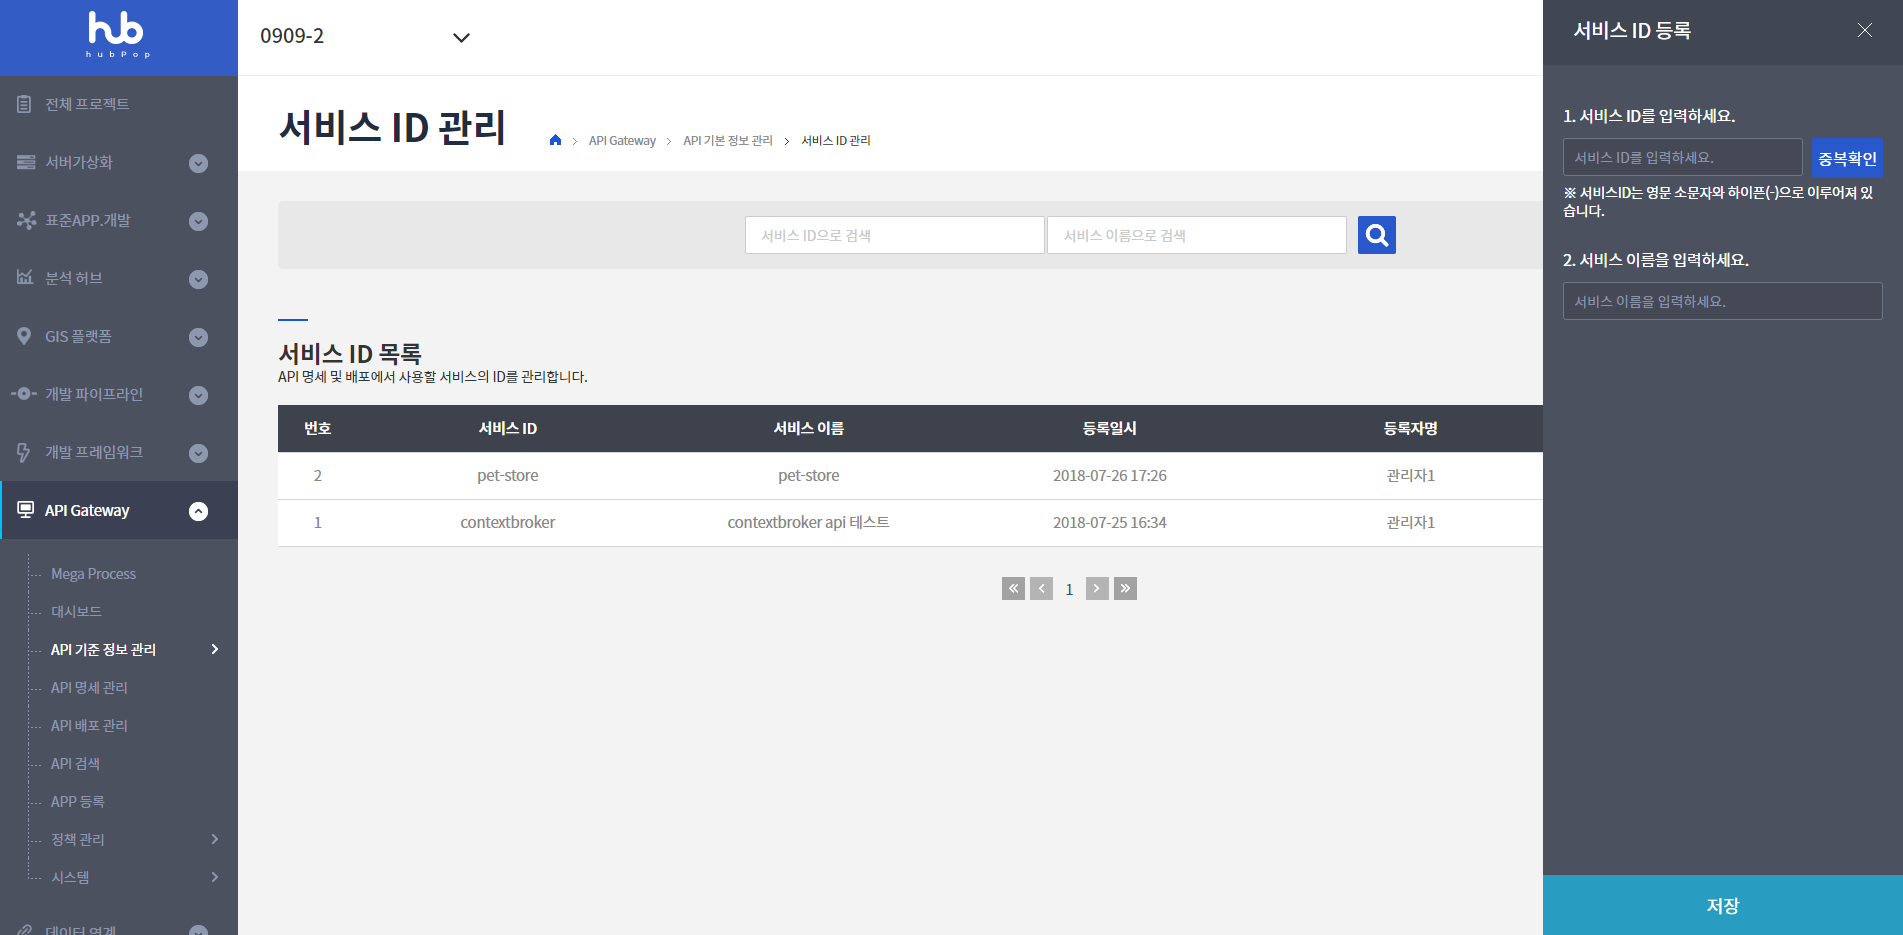 hub
hubPop
전체 프로젝트
서버가상화
표준APP.개발
분석 허브
GIS 플랫폼
개발 파이프라인
개발 프레임워크
API Gateway
Mega Process
대시보드
API 기준 정보 관리
API 명세 관리
API 배포 관리
API 검색
APP 등록
정책 관리
시스템
데이터 연계
0909-2
서비스 ID 관리
API Gateway > API 기본 정보 관리 > 서비스 ID 관리
서비스 ID으로 검색 서비스 이름으로 검색
서비스 ID 목록
API 명세 및 배포에서 사용할 서비스의 ID를 관리합니다.
번호 서비스 ID 서비스 이름 등록일시 등록자명
2 pet-store pet-store 2018-07-26 17:26 관리자1
1 contextbroker contextbroker api 테스트 2018-07-25 16:34 관리자1
1
서비스 ID 등록
1. 서비스 ID를 입력하세요.
서비스 ID를 입력하세요. 중복확인
※ 서비스ID는 영문 소문자와 하이픈(-)으로 이루어져 있
습니다.
2. 서비스 이름을 입력하세요.
서비스 이름을 입력하세요.
저장